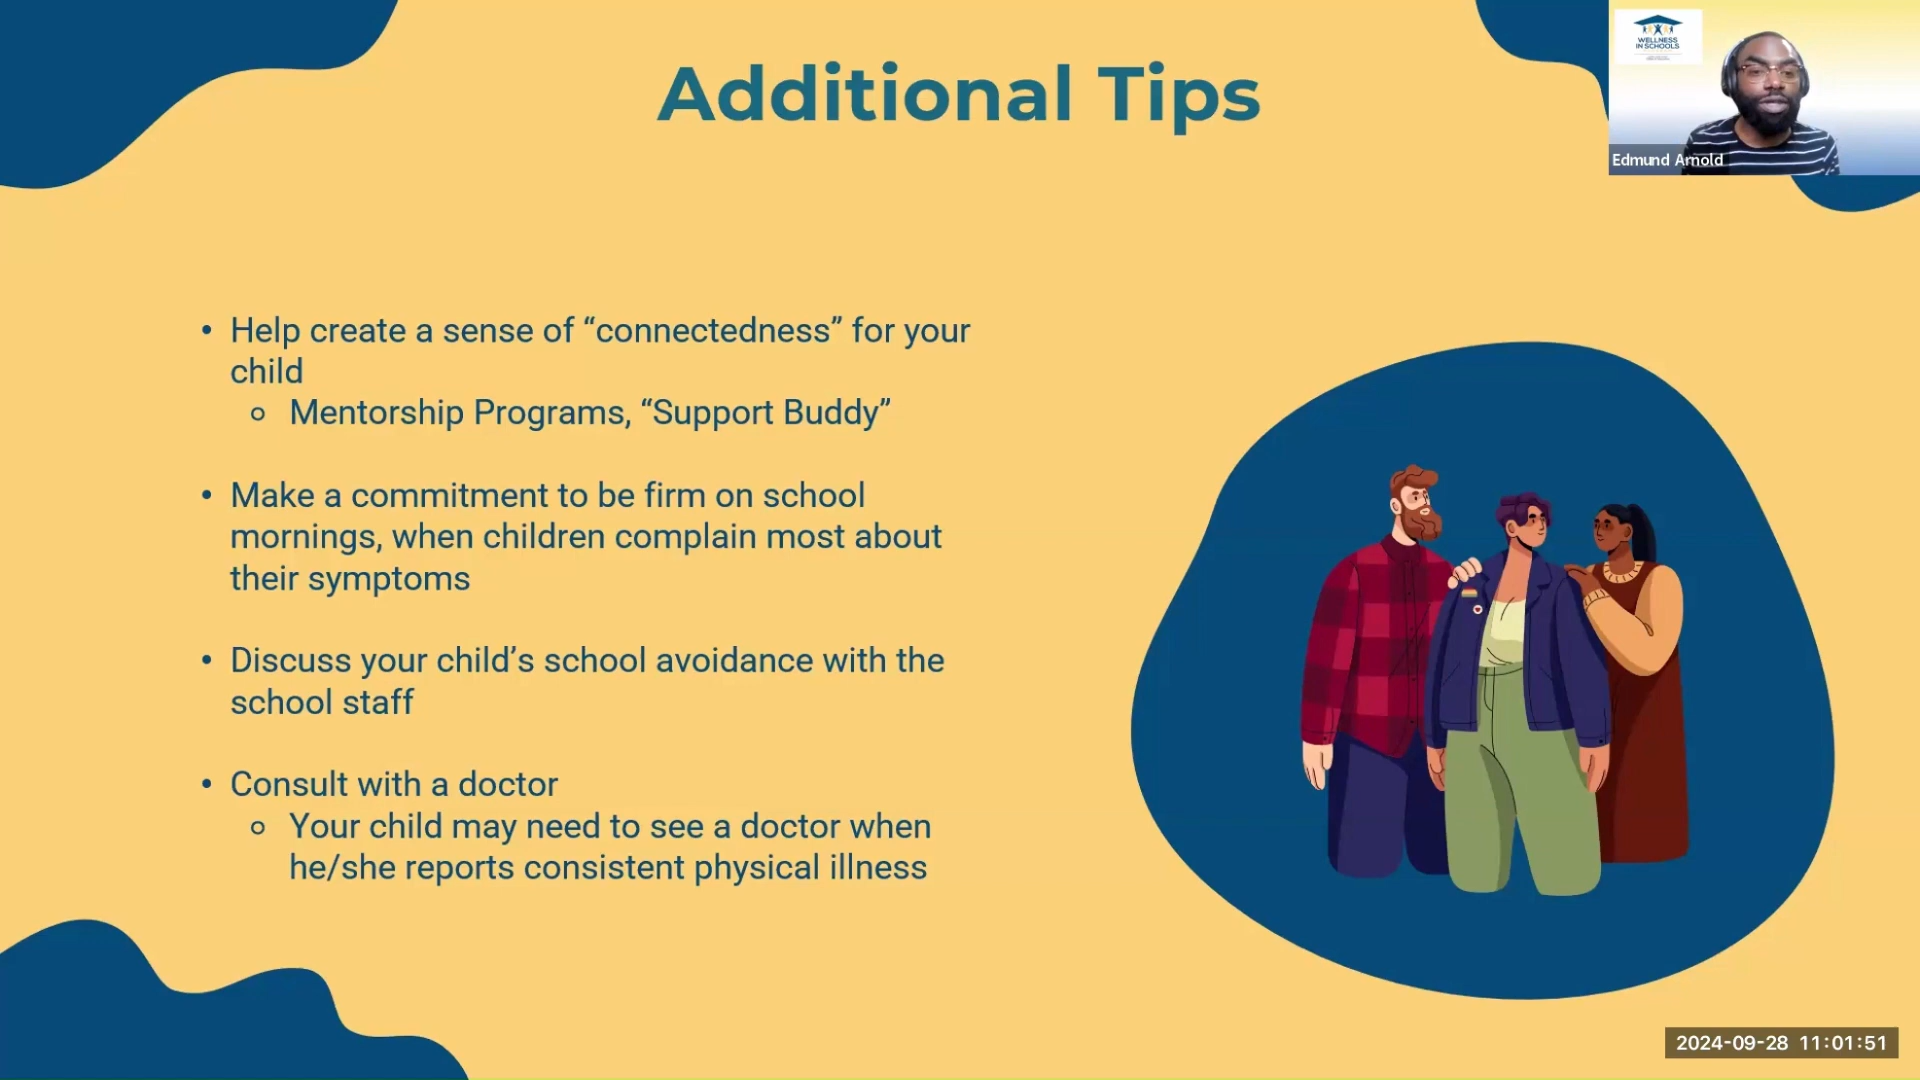 Additional Tips
WELLNESS
IN SCHOOLS
Edmund Arnold
• Help create a sense of “connectedness” for your
child
○ Mentorship Programs, “Support Buddy”
• Make a commitment to be firm on school
mornings, when children complain most about
their symptoms
• Discuss your child’s school avoidance with the
school staff
• Consult with a doctor
○ Your child may need to see a doctor when
he/she reports consistent physical illness
2024-09-28 11:01:51